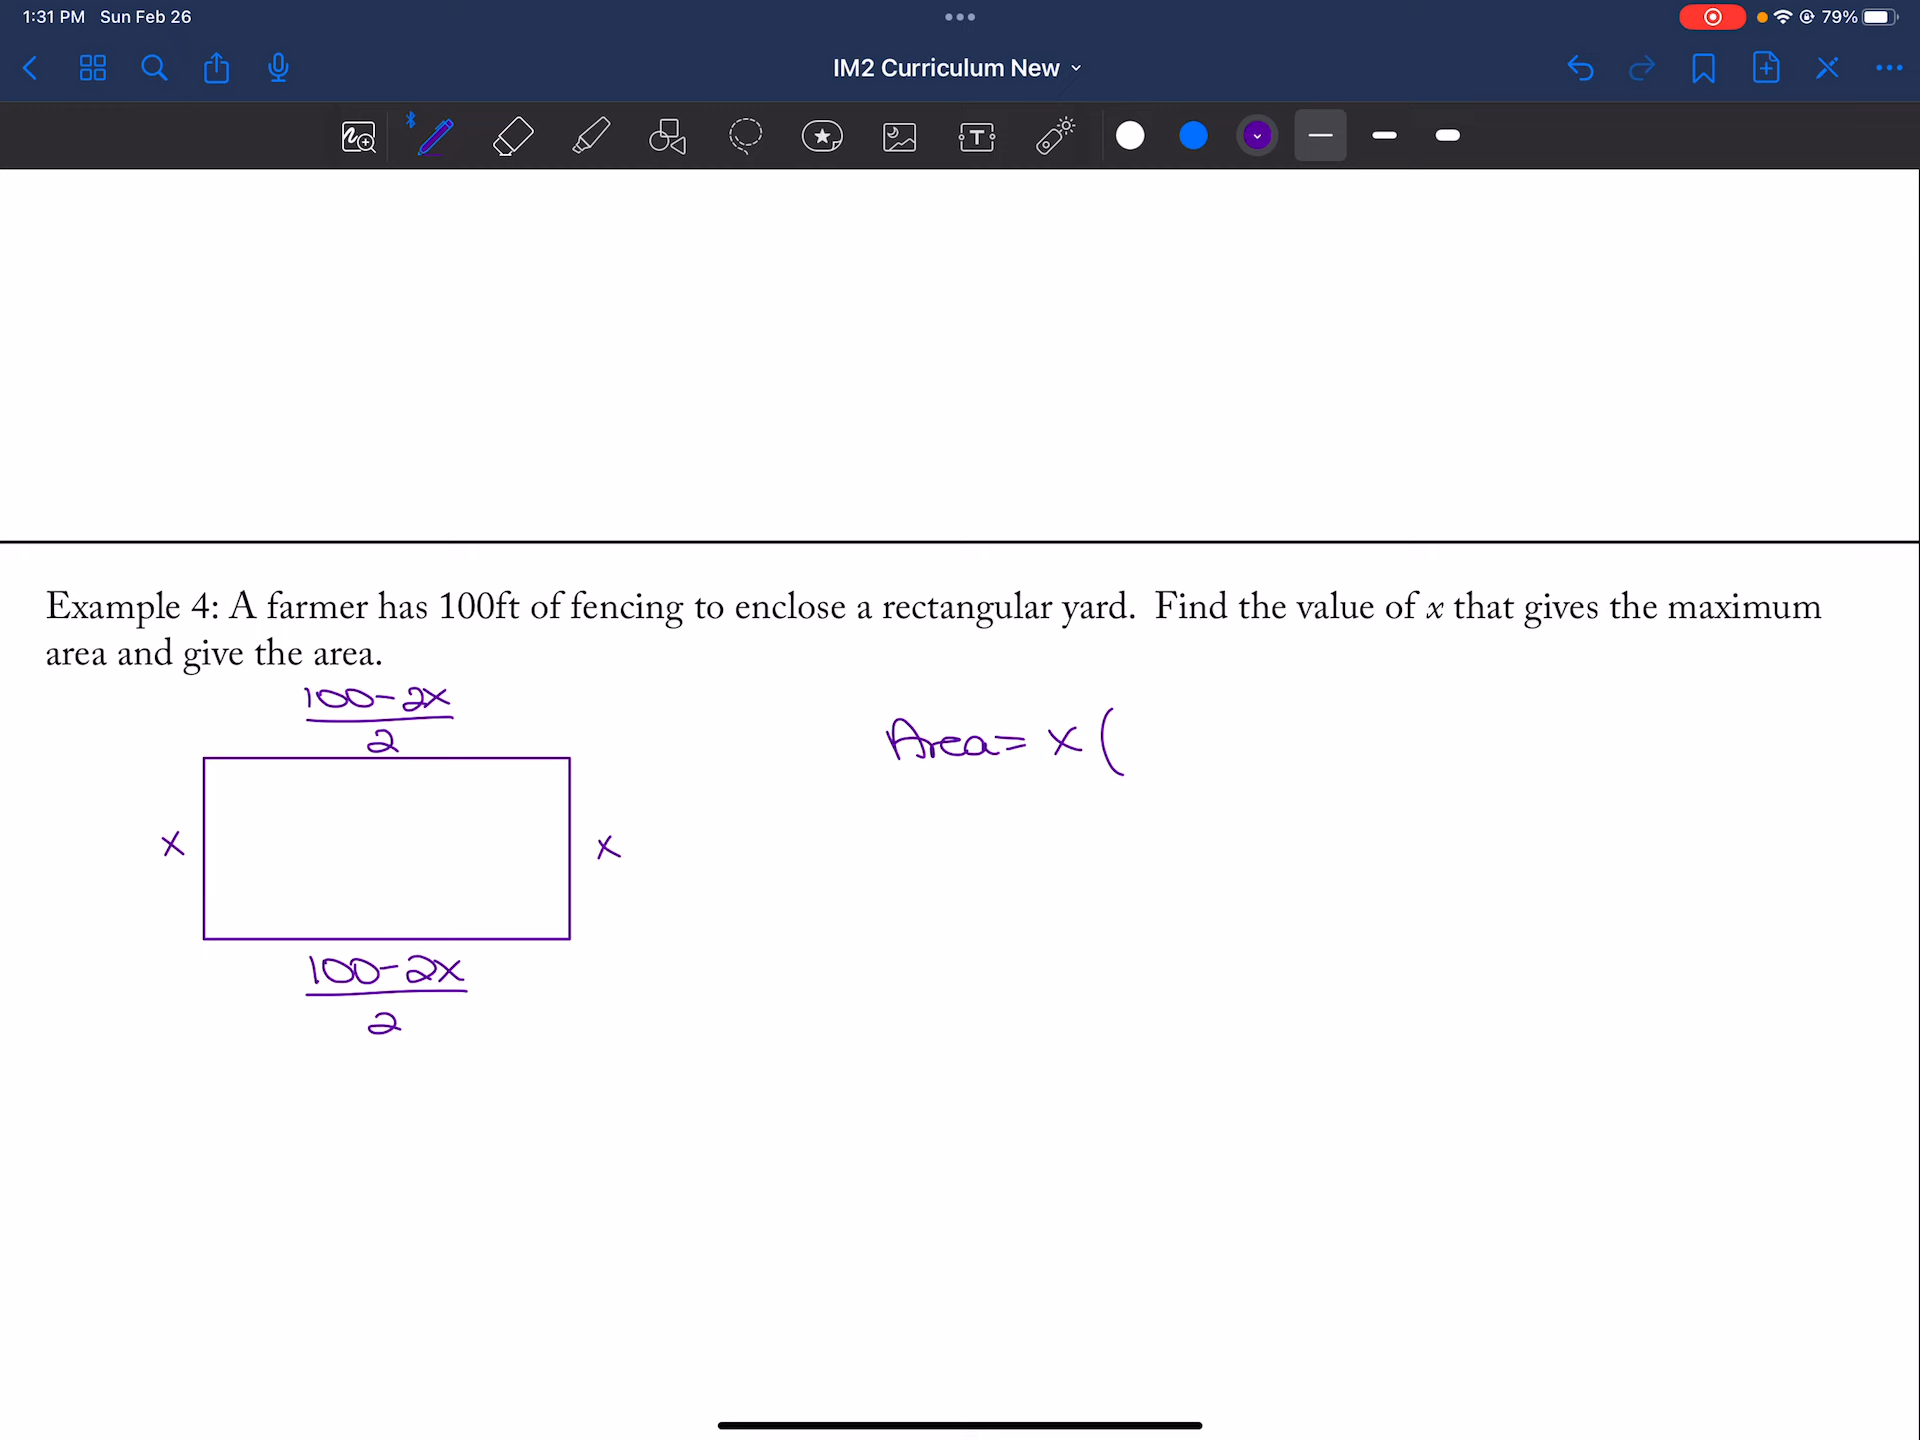 1:31 PM Sun Feb 26
79%
IM2 Curriculum New
T
Example 4: A farmer has 100ft of fencing to enclose a rectangular yard. Find the value of x that gives the maximum
area and give the area.
100-2x
2
Area= x (
x
x
100-2x
2